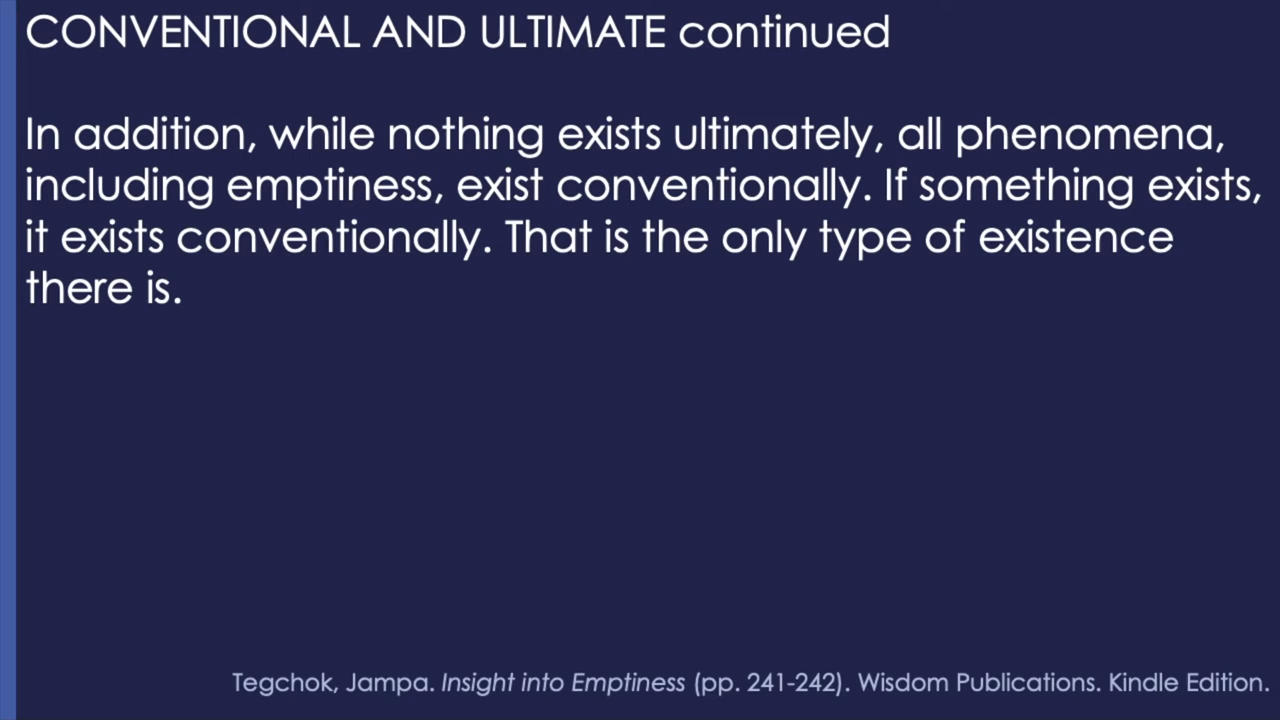 CONVENTIONAL AND ULTIMATE continued
In addition, while nothing exists ultimately, all phenomena,
including emptiness, exist conventionally. If something exists,
it exists conventionally. That is the only type of existence
there is.
Tegchok, Jampa. Insight into Emptiness (pp. 241-242). Wisdom Publications. Kindle Edition.